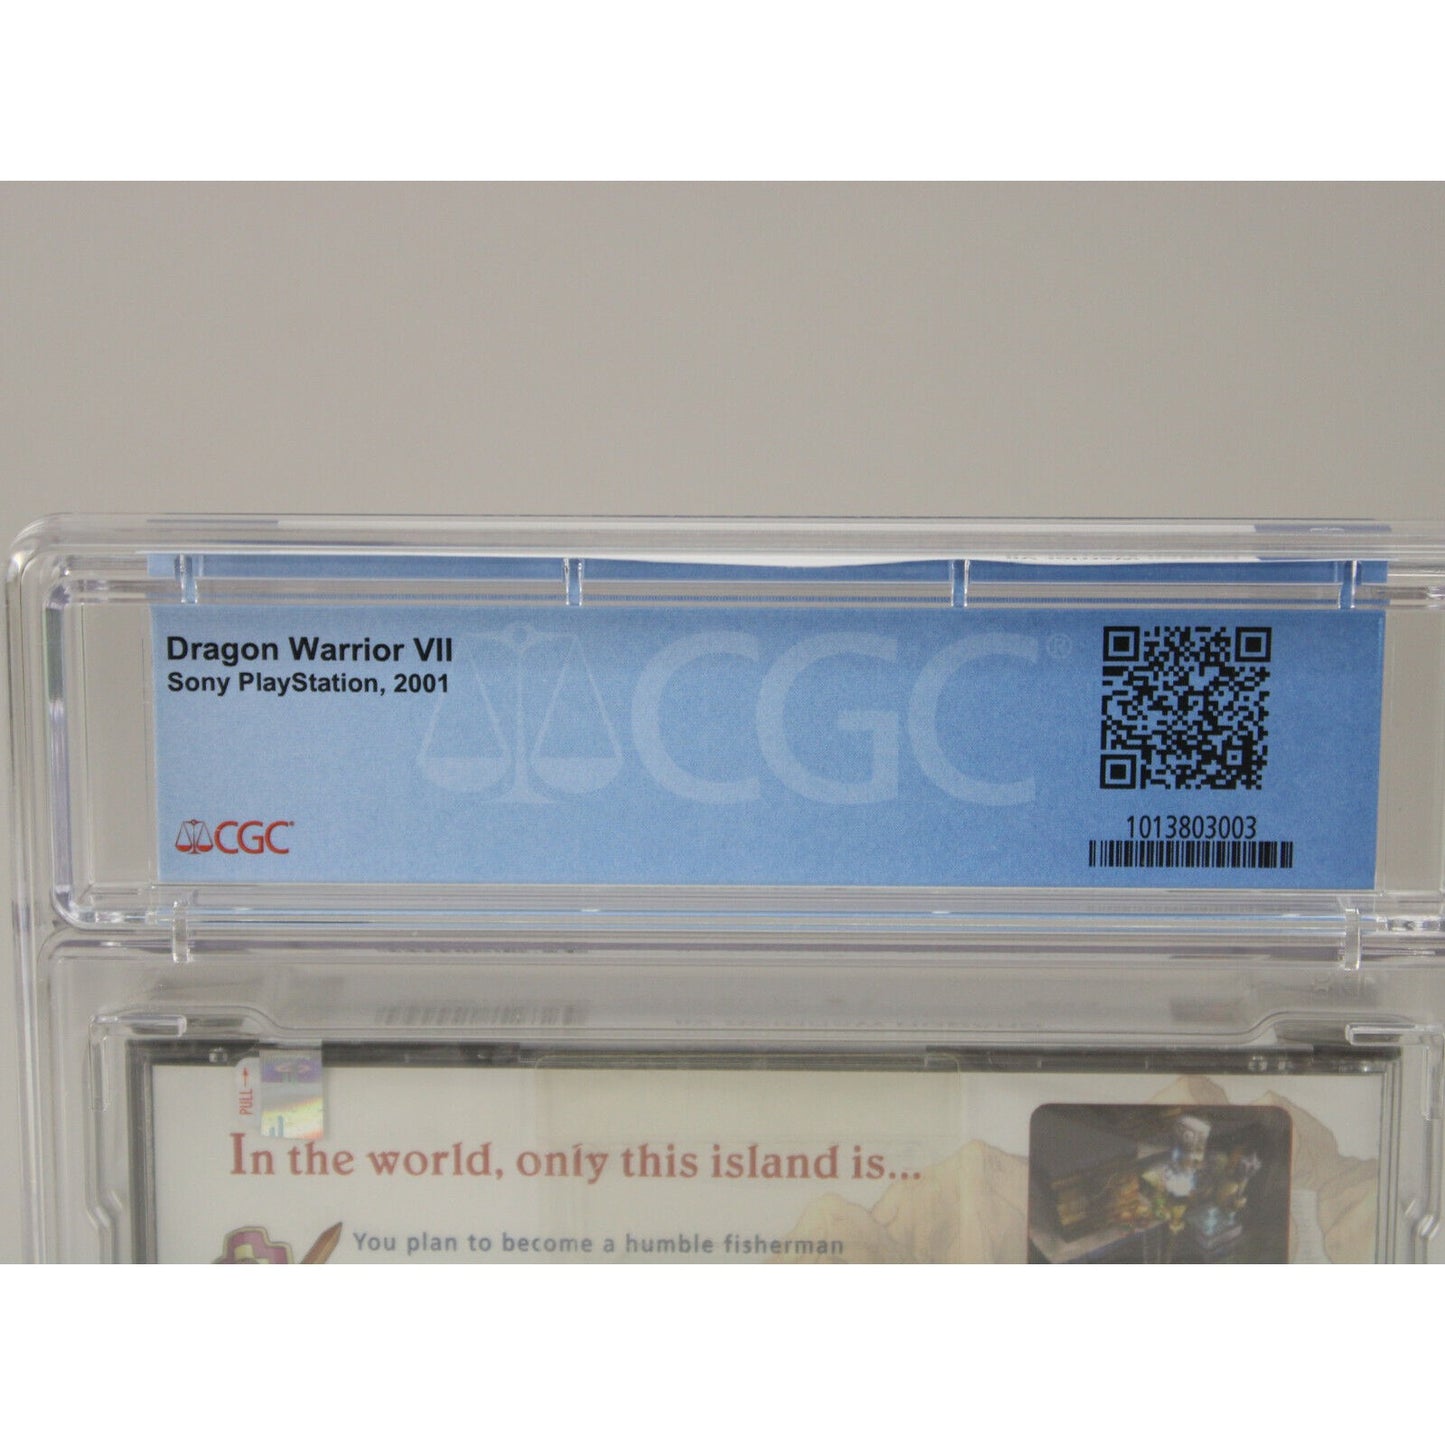 Dragon Warrior VII
Sony PlayStation, 2001
CGC®
CGC
1013803003
PULL→
In the world, only this island is...
You plan to become a humble fisherman